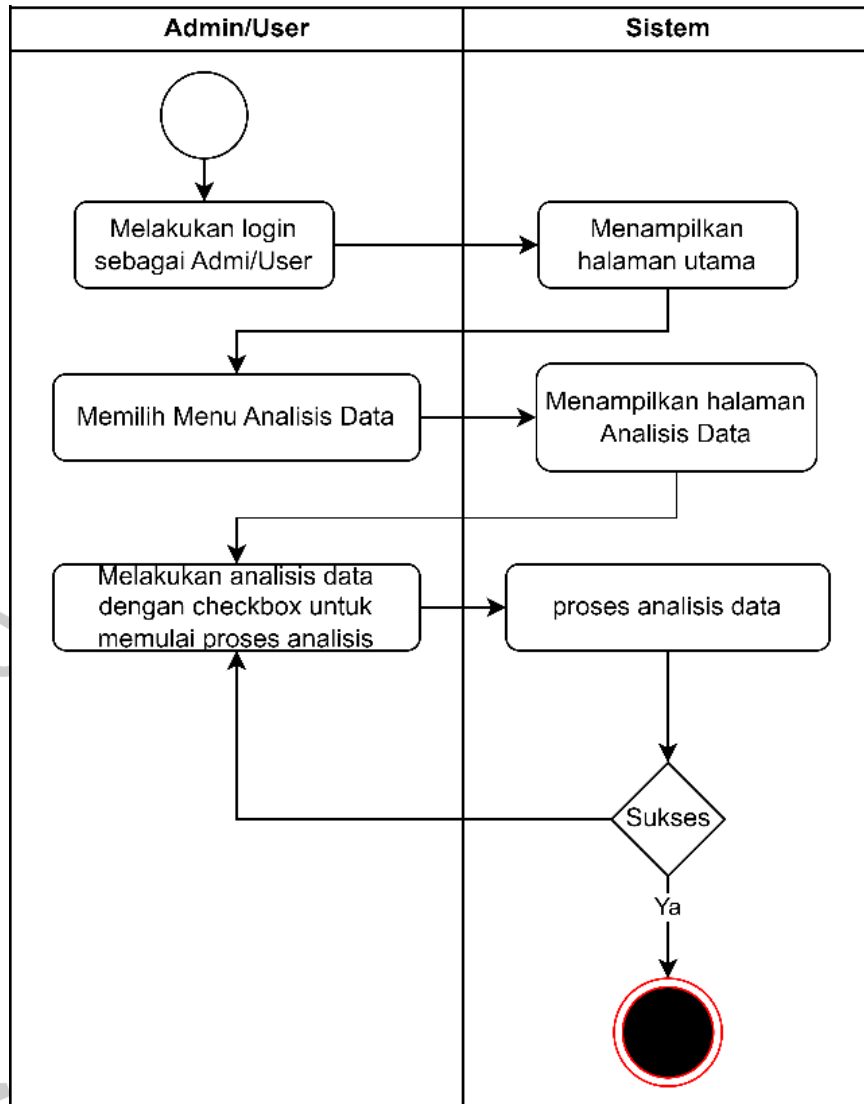 Admin/User
Sistem
Melakukan login
sebagai Admi/User
Menampilkan
halaman utama
Memilih Menu Analisis Data
Menampilkan halaman
Analisis Data
Melakukan analisis data
dengan checkbox untuk
memulai proses analisis
proses analisis data
Sukses
Ya